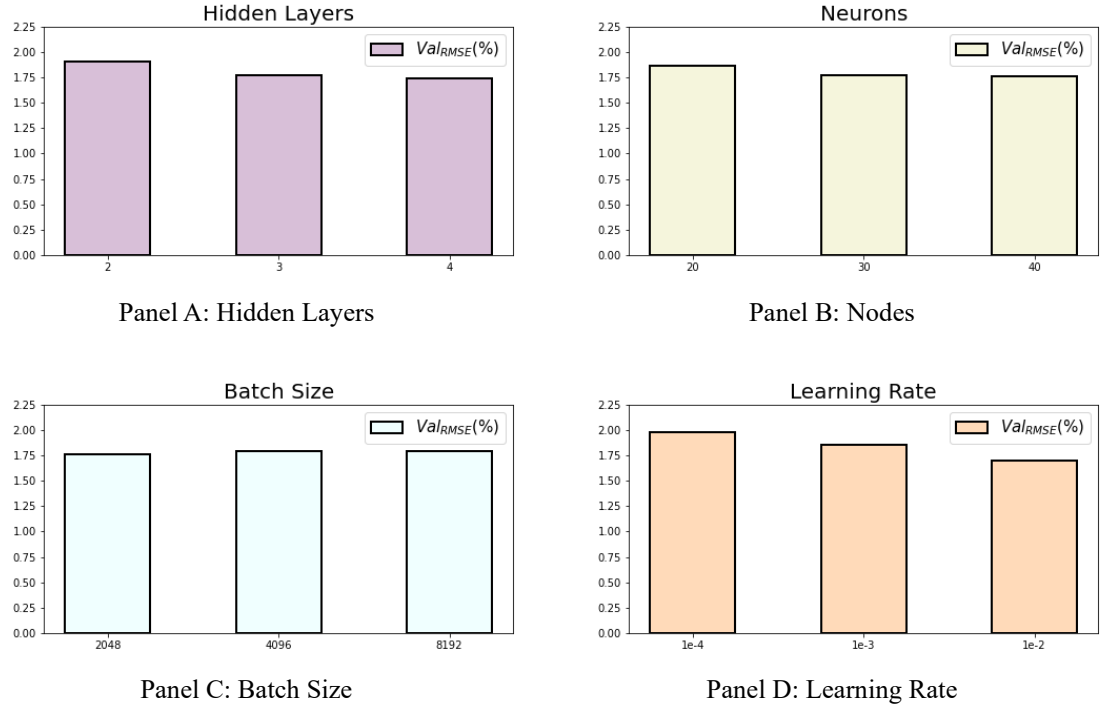 Hidden Layers
Val_RMSE(%)
2.25
2.00
1.75
1.50
1.25
1.00
0.75
0.50
0.25
0.00
2 3 4
Panel A: Hidden Layers
Neurons
Val_RMSE(%)
2.25
2.00
1.75
1.50
1.25
1.00
0.75
0.50
0.25
0.00
20 30 40
Panel B: Nodes
Batch Size
Val_RMSE(%)
2.25
2.00
1.75
1.50
1.25
1.00
0.75
0.50
0.25
0.00
2048 4096 8192
Panel C: Batch Size
Learning Rate
Val_RMSE(%)
2.25
2.00
1.75
1.50
1.25
1.00
0.75
0.50
0.25
0.00
1e-4 1e-3 1e-2
Panel D: Learning Rate